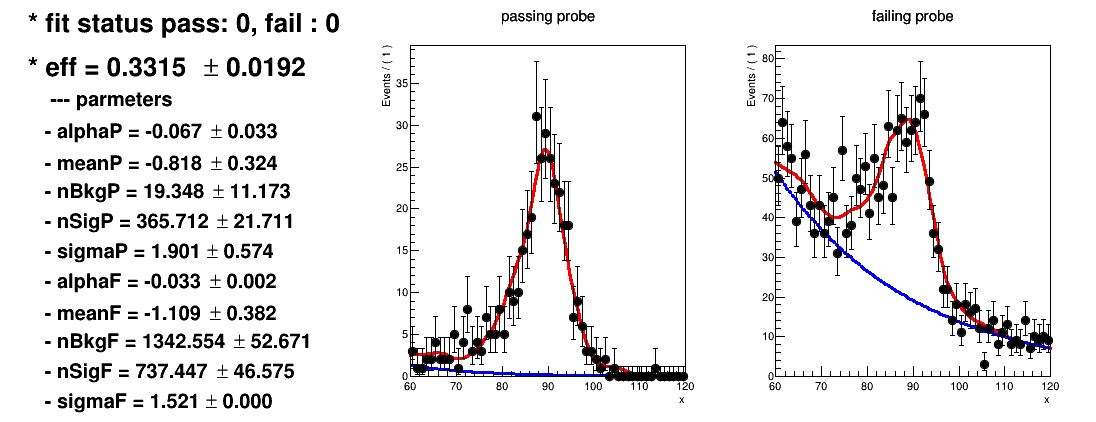 * fit status pass: 0, fail : 0
* eff = 0.3315 ± 0.0192
--- parmeters
- alphaP = -0.067 ± 0.033
- meanP = -0.818 ± 0.324
- nBkgP = 19.348 ± 11.173
- nSigP = 365.712 ± 21.711
- sigmaP = 1.901 ± 0.574
- alphaF = -0.033 ± 0.002
- meanF = -1.109 ± 0.382
- nBkgF = 1342.554 ± 52.671
- nSigF = 737.447 ± 46.575
- sigmaF = 1.521 ± 0.000
passing probe
Events / ( 1 )
35
30
25
20
15
10
5
0
60 70 80 90 100 110 120
x
failing probe
Events / ( 1 )
80
70
60
50
40
30
20
10
0
60 70 80 90 100 110 120
x